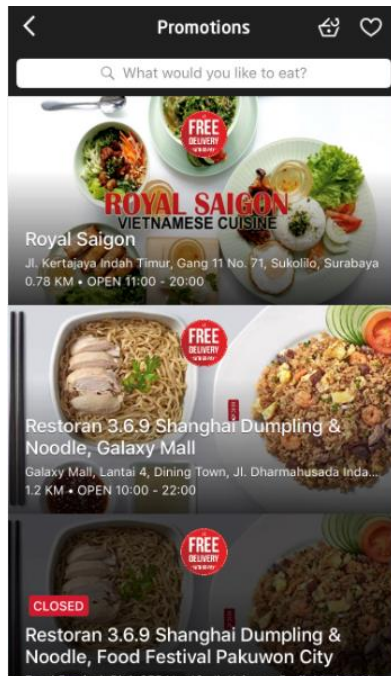 Promotions
What would you like to eat?
FREE
DELIVERY
ROYAL SAIGON
VIETNAMESE CUISINE
Royal Saigon
Jl. Kertajaya Indah Timur, Gang 11 No. 71, Sukolilo, Surabaya
0.78 KM • OPEN 11:00 - 20:00
FREE
DELIVERY
Restoran 3.6.9 Shanghai Dumpling &
Noodle, Galaxy Mall
Galaxy Mall, Lantai 4, Dining Town, Jl. Dharmahusada Inda...
1.2 KM • OPEN 10:00 - 22:00
FREE
DELIVERY
CLOSED
Restoran 3.6.9 Shanghai Dumpling &
Noodle, Food Festival Pakuwon City